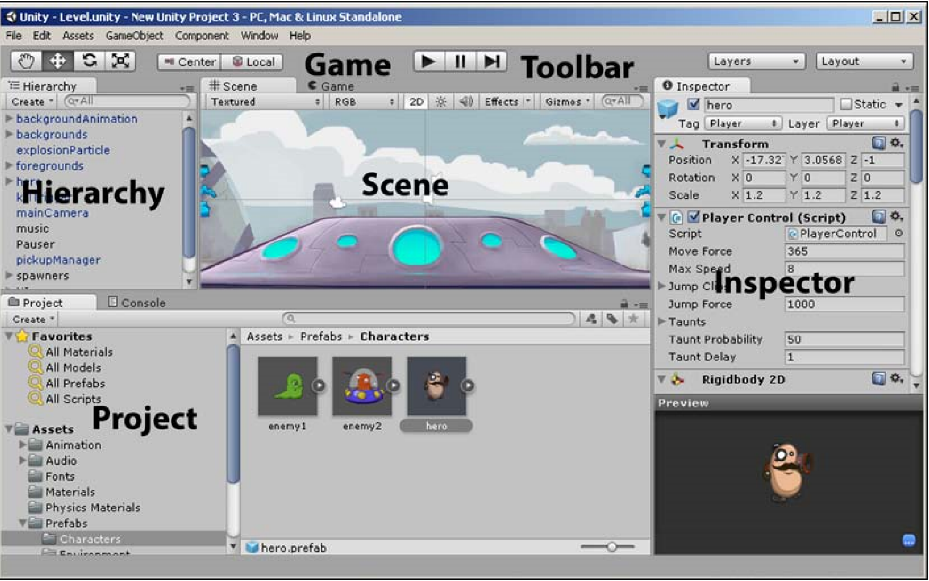 Unity - Level.unity - New Unity Project 3 - PC, Mac & Linux Standalone
File Edit Assets GameObject Component Window Help
Center Local Game Toolbar Layers Layout
Hierarchy
Create All
backgroundAnimation
backgrounds
explosionParticle
foregrounds
Hierarchy
mainCamera
music
Pauser
pickupManager
spawners
Scene Game
Textured RGB 2D Effects Gizmos All
Scene
Inspector
hero Static
Tag Player Layer Player
Transform
Position X -17.32 Y 3.0568 Z -1
Rotation X 0 Y 0 Z 0
Scale X 1.2 Y 1.2 Z 1.2
Player Control (Script)
Script PlayerControl
Move Force 365
Max Speed 8
Jump Clips
Inspector
Jump Force 1000
Taunts
Taunt Probability 50
Taunt Delay 1
Rigidbody 2D
Preview
Project Console
Create
Favorites
All Materials
All Models
All Prefabs
All Scripts
Project
Assets
Animation
Audio
Fonts
Materials
Physics Materials
Prefabs
Characters
Environment
Assets Prefabs Characters
enemy1 enemy2 hero
hero.prefab